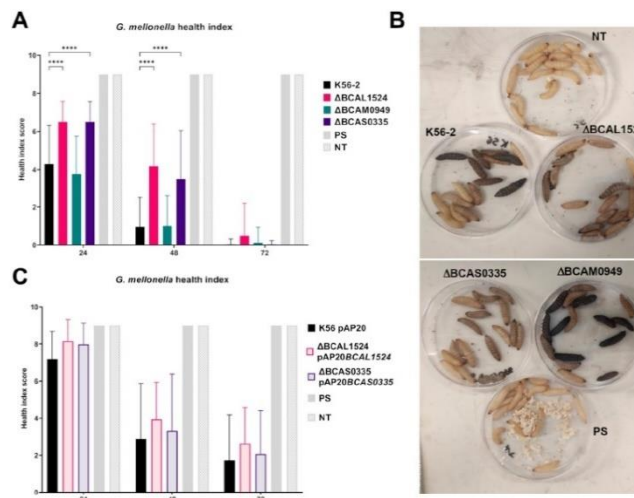 A
G. mellonella health index
****
****
****
****
Health index score
10
8
6
4
2
0
24
48
72
K56-2
ΔBCAL1524
ΔBCAM0949
ΔBCAS0335
PS
NT
B
NT
K56-2
ΔBCAL152
ΔBCAS0335
ΔBCAM0949
PS
C
G. mellonella health index
Health index score
10
8
6
4
2
0
K56 pAP20
ΔBCAL1524
pAP20BCAL1524
ΔBCAS0335
pAP20BCAS0335
PS
NT